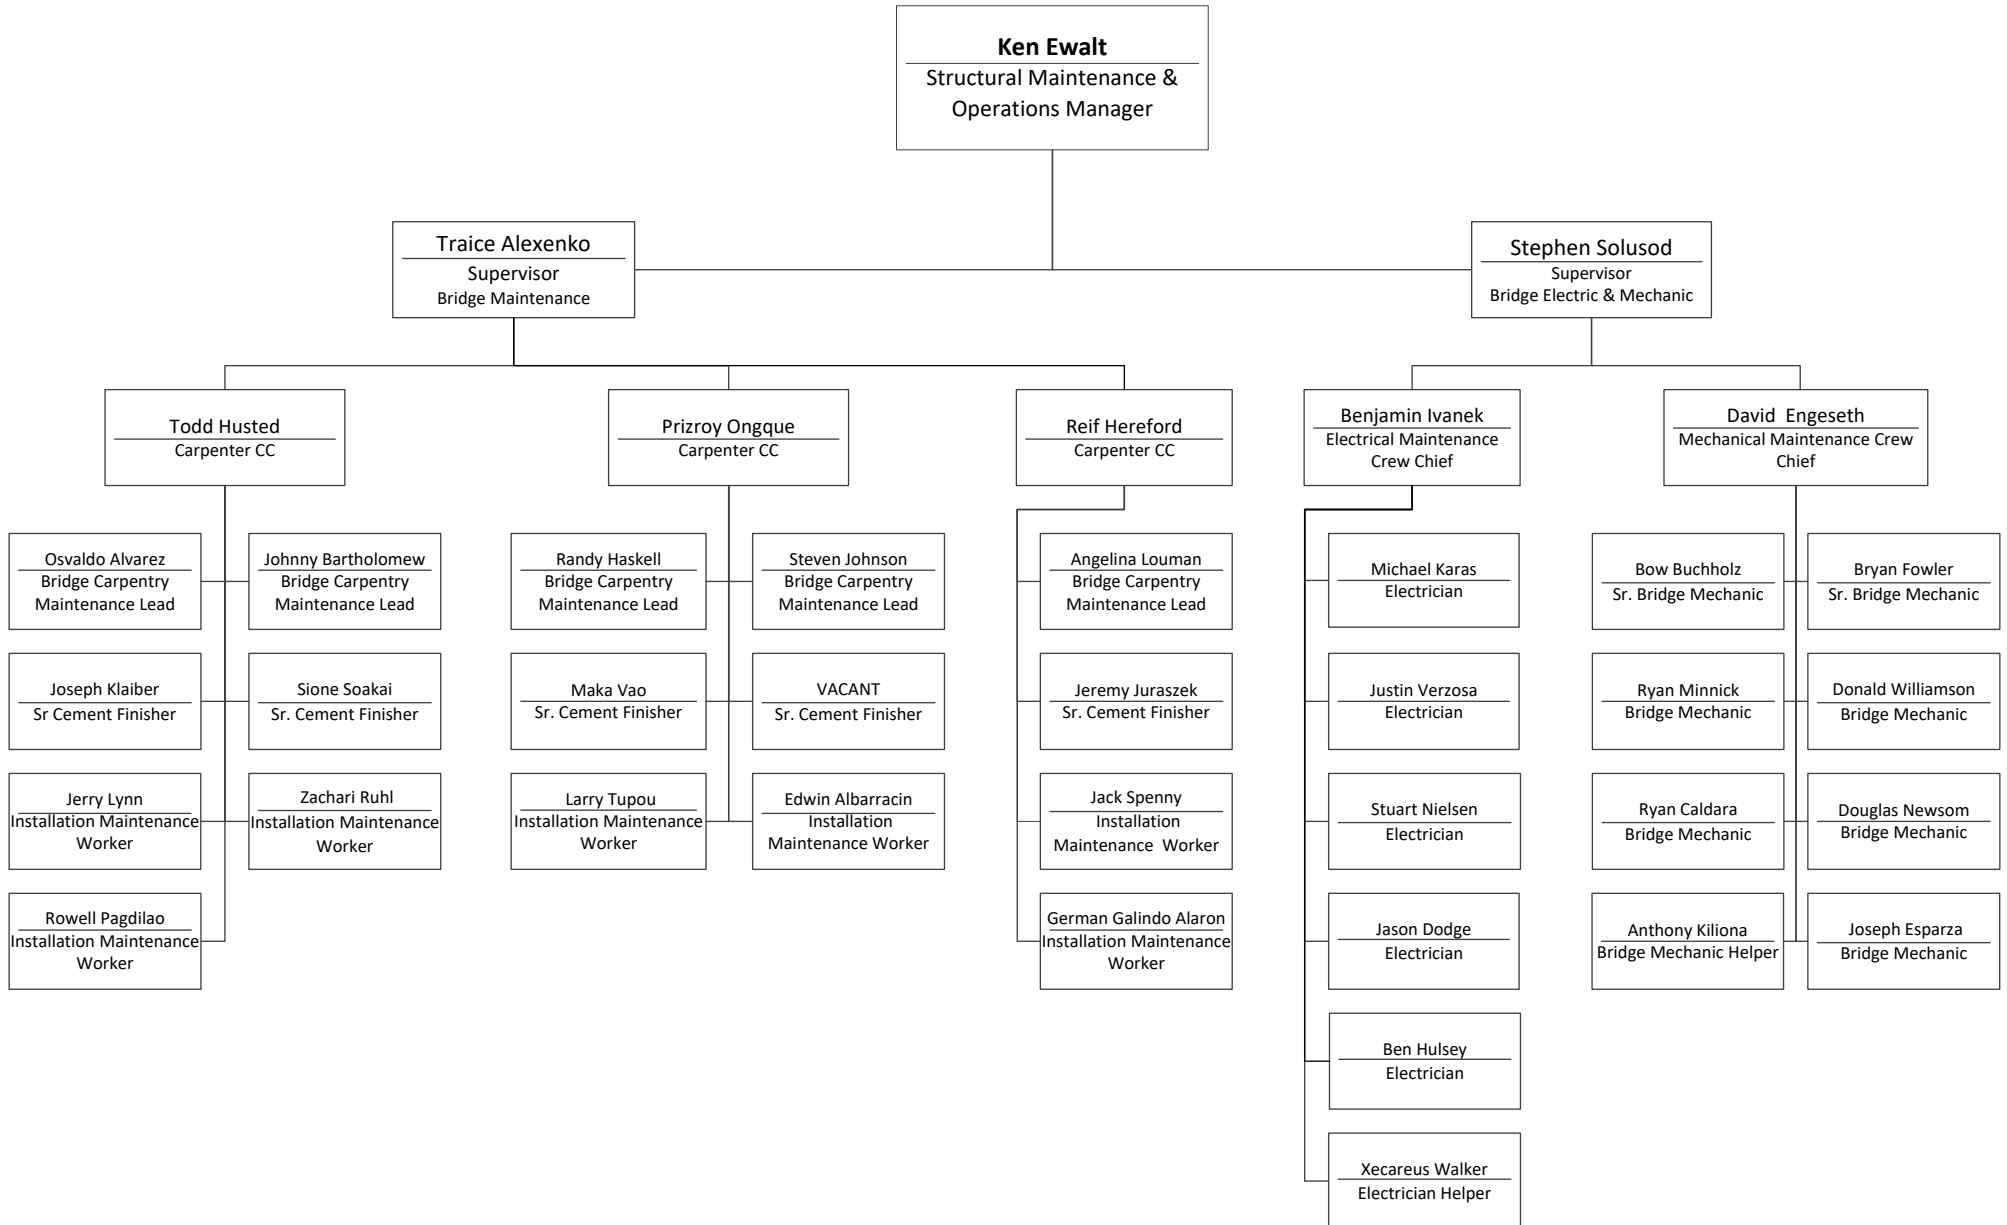 Ken Ewalt
Structural Maintenance &
Operations Manager
Traice Alexenko
Supervisor
Bridge Maintenance
Stephen Solusod
Supervisor
Bridge Electric & Mechanic
Todd Husted
Carpenter CC
Prizroy Ongque
Carpenter CC
Reif Hereford
Carpenter CC
Benjamin Ivanek
Electrical Maintenance
Crew Chief
David  Engeseth
Mechanical Maintenance Crew
Chief
Osvaldo Alvarez
Bridge Carpentry
Maintenance Lead
Johnny Bartholomew
Bridge Carpentry
Maintenance Lead
Randy Haskell
Bridge Carpentry
Maintenance Lead
Steven Johnson
Bridge Carpentry
Maintenance Lead
Angelina Louman
Bridge Carpentry
Maintenance Lead
Michael Karas
Electrician
Bow Buchholz
Sr. Bridge Mechanic
Bryan Fowler
Sr. Bridge Mechanic
Joseph Klaiber
Sr Cement Finisher
Sione Soakai
Sr. Cement Finisher
Maka Vao
Sr. Cement Finisher
VACANT
Sr. Cement Finisher
Jeremy Juraszek
Sr. Cement Finisher
Justin Verzosa
Electrician
Ryan Minnick
Bridge Mechanic
Donald Williamson
Bridge Mechanic
Jerry Lynn
Installation Maintenance
Worker
Zachari Ruhl
Installation Maintenance
Worker
Larry Tupou
Installation Maintenance
Worker
Edwin Albarracin
Installation
Maintenance Worker
Jack Spenny
Installation
Maintenance  Worker
Stuart Nielsen
Electrician
Ryan Caldara
Bridge Mechanic
Douglas Newsom
Bridge Mechanic
Rowell Pagdilao
Installation Maintenance
Worker
German Galindo Alaron
Installation Maintenance
Worker
Jason Dodge
Electrician
Anthony Kiliona
Bridge Mechanic Helper
Joseph Esparza
Bridge Mechanic
Ben Hulsey
Electrician
Xecareus Walker
Electrician Helper